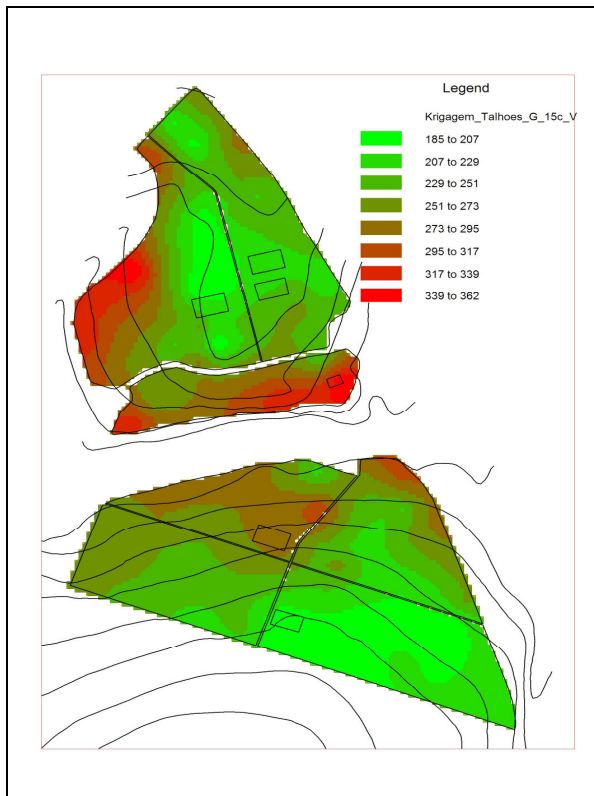 Legend
Krigagem_Talhoes_G_15c_V
185 to 207
207 to 229
229 to 251
251 to 273
273 to 295
295 to 317
317 to 339
339 to 362